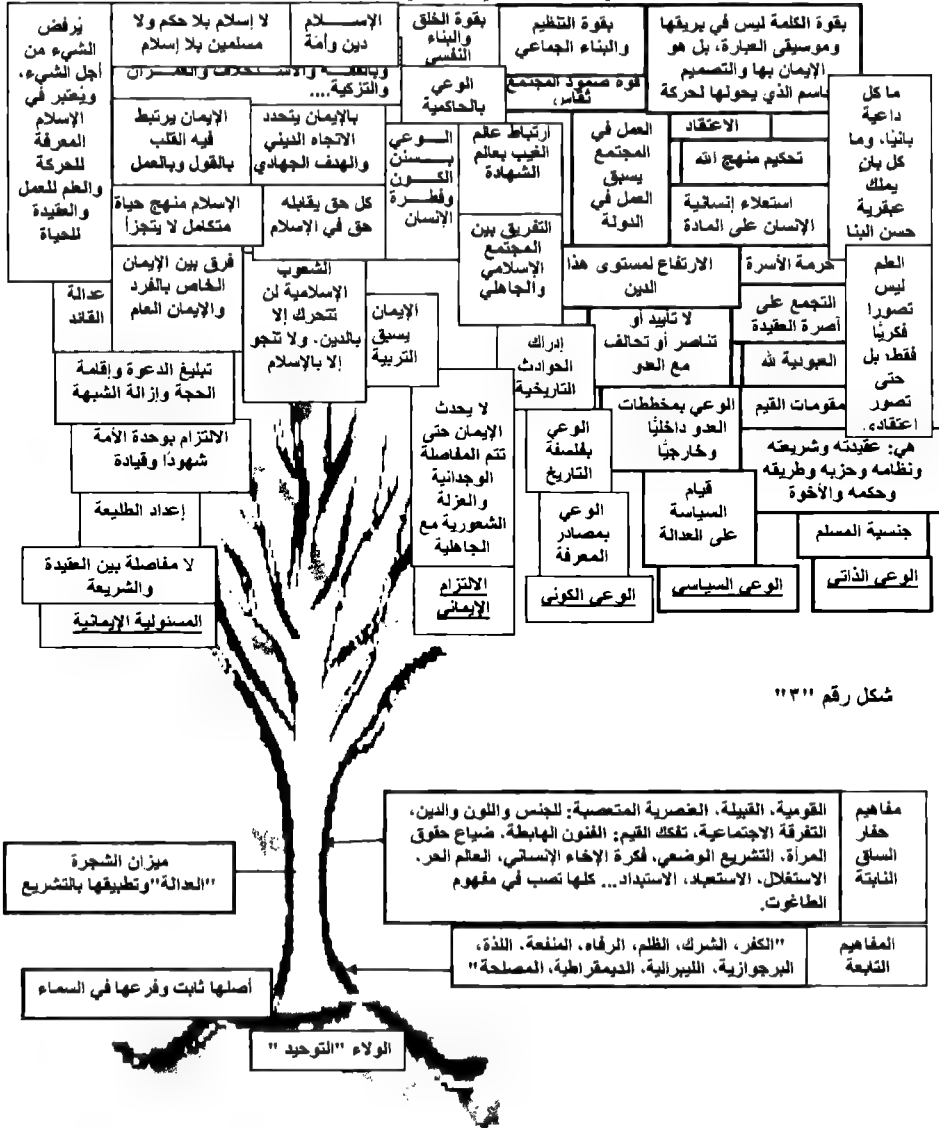 بقوة الكلمة ليس في بريقها
وموسيقى العبارة، بل هو
الإيمان بها والتصميم
باسم الذي يحولها لحركة
بقوة التنظيم
والبناء الجماعي
بقوة الخلق
والبناء
النفسي
الإســـــلام
دين وأمة
لا إسلام بلا حكم ولا
مسلمين بلا إسلام
يُرفض
الشيء من
أجل الشيء،
ويُعتبر في
الإسلام
المعرفة
للحركة
والعلم للعمل
والعقيدة
للحياة
قوة صمود المجتمع
والتزكية....
الوعي
بالحاكمية
ما كل
داعية
بانيًا، وما
كل بانٍ
يملك
عبقرية
حسن البنا
الاعتقاد
تحكيم منهج الله
استعلاء إنسانية
الإنسان على المادة
العمل في
المجتمع
يسبق
العمل في
الدولة
ارتباط عالم
الغيب بعالم
الشهادة
الـــوعي
بـــسنن
الكـــون
وفطـــرة
الإنسان
بالإيمان يتحدد
الاتجاه الديني
والهدف الجهادي
الإيمان يرتبط
فيه القلب
بالقول وبالعمل
كل حق يقابله
حق في الإسلام
الإسلام منهج حياة
متكامل لا يتجزأ
التفريق بين
المجتمع
الإسلامي
والجاهلي
العلم
ليس
تصورا
فكريًا
فقط، بل
حتى
تصور
اعتقادي.
حرمة الأسرة
الارتفاع لمستوى هذا
الدين
التجمع على
آصرة العقيدة
لا تأييد أو
تناصر أو تحالف
مع العدو
العبودية لله
إدراك
الحوادث
التاريخية
الإيمان
يسبق
التربية
الشعوب
الإسلامية لن
تتحرك إلا
بالدين. ولا تنجو
إلا بالإسلام
فرق بين الإيمان
الخاص بالفرد
والإيمان العام
عدالة
القائد
تبليغ الدعوة وإقامة
الحجة وإزالة الشبهة
مقومات القيم
هي: عقيدته وشريعته
ونظامه وحزبه وطريقه
وحكمه والأخوة
الوعي بمخططات
العدو داخليًا
وخارجيًا
الوعي
بفلسفة
التاريخ
لا يحدث
الإيمان حتى
تتم المفاصلة
الوجدانية
والعزلة
الشعورية مع
الجاهلية
الالتزام بوحدة الأمة
شهودًا وقيادة
إعداد الطليعة
قيام
السياسة
على العدالة
الوعي
بمصادر
المعرفة
جنسية المسلم
لا مفاصلة بين العقيدة
والشريعة
الوعي الذاتي
الوعي السياسي
الوعي الكوني
الالتزام
الإيماني
المسئولية الإيمانية
شكل رقم "٣"
مفاهيم
حفار
الساق
النابتة
القومية، القبيلة، العنصرية المتعصبة: للجنس واللون والدين،
التفرقة الاجتماعية، تفكك القيم: الفنون الهابطة، ضياع حقوق
المرأة، التشريع الوضعي، فكرة الإخاء الإنساني، العالم الحر،
الاستغلال، الاستعباد، الاستبداد... كلها تصب في مفهوم
الطاغوت.
ميزان الشجرة
"العدالة" وتطبيقها بالتشريع
المفاهيم
التابعة
"الكفر، الشرك، الظلم، الرفاه، المنفعة، اللذة،
البرجوازية، الليبرالية، الديمقراطية، المصلحة"
أصلها ثابت وفرعها في السماء
الولاء "التوحيد "